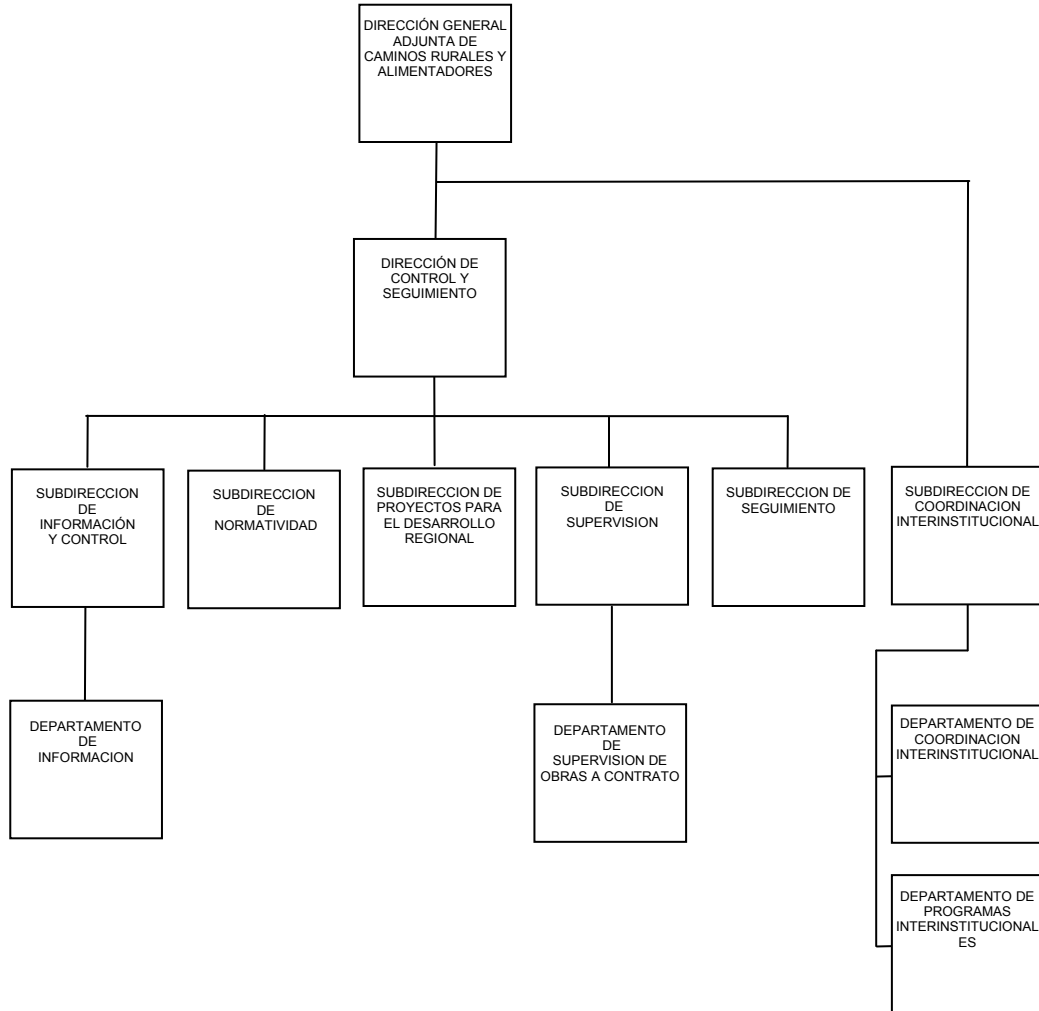 DIRECCIÓN GENERAL
ADJUNTA DE
CAMINOS RURALES Y
ALIMENTADORES
DIRECCIÓN DE
CONTROL Y
SEGUIMIENTO
SUBDIRECCION
DE
INFORMACIÓN
Y CONTROL
SUBDIRECCION
DE
NORMATIVIDAD
SUBDIRECCION DE
PROYECTOS PARA
EL DESARROLLO
REGIONAL
SUBDIRECCION
DE
SUPERVISION
SUBDIRECCION DE
SEGUIMIENTO
SUBDIRECCION DE
COORDINACION
INTERINSTITUCIONAL
DEPARTAMENTO
DE
INFORMACION
DEPARTAMENTO
DE
SUPERVISION DE
OBRAS A CONTRATO
DEPARTAMENTO DE
COORDINACION
INTERINSTITUCIONAL
DEPARTAMENTO DE
PROGRAMAS
INTERINSTITUCIONAL
ES